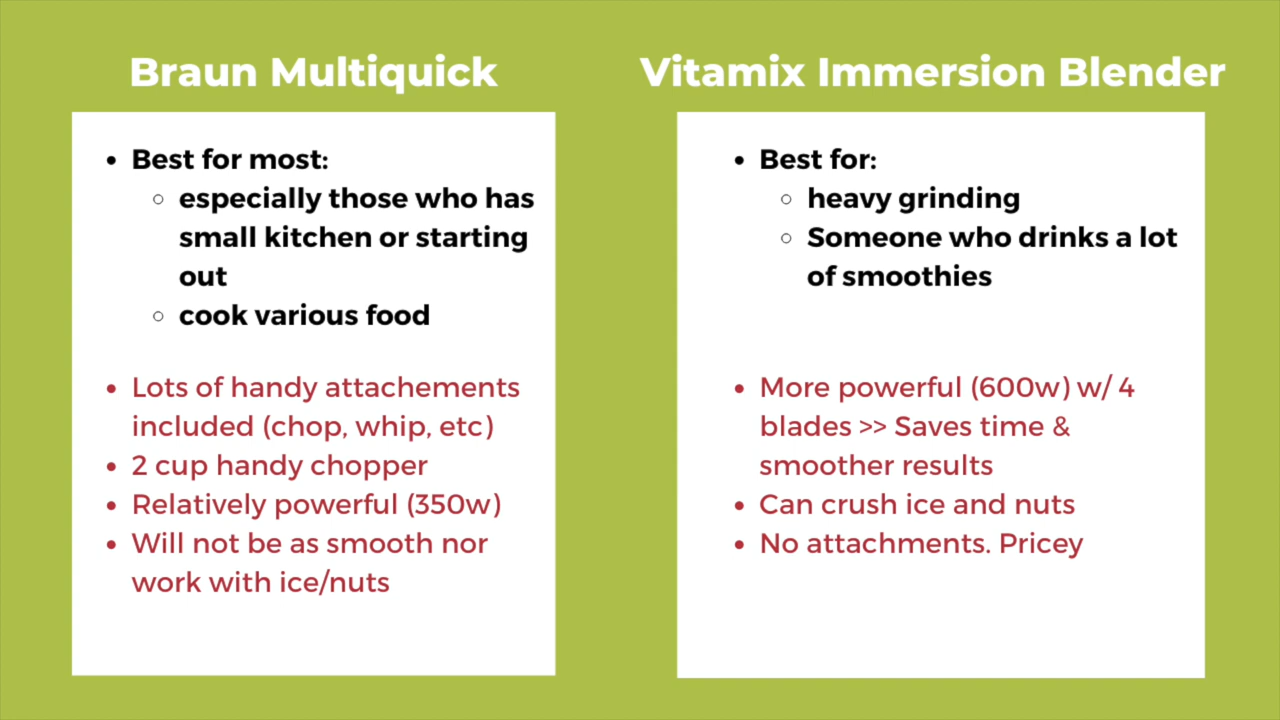 Braun Multiquick
• Best for most:
○ especially those who has
small kitchen or starting
out
○ cook various food
• Lots of handy attachements
included (chop, whip, etc)
• 2 cup handy chopper
• Relatively powerful (350w)
• Will not be as smooth nor
work with ice/nuts
Vitamix Immersion Blender
• Best for:
○ heavy grinding
○ Someone who drinks a lot
of smoothies
• More powerful (600w) w/ 4
blades >> Saves time &
smoother results
• Can crush ice and nuts
• No attachments. Pricey